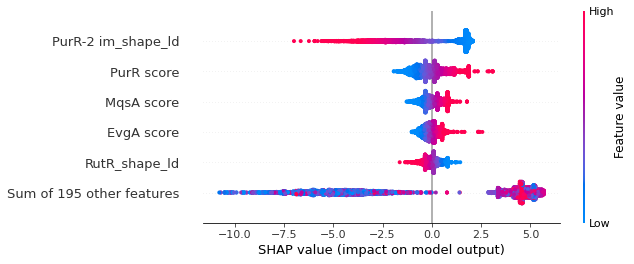 High
PurR-2 im_shape_ld
PurR score
MqsA score
EvgA score
RutR_shape_ld
Sum of 195 other features
Feature value
Low
−10.0 −7.5 −5.0 −2.5 0.0 2.5 5.0
SHAP value (impact on model output)